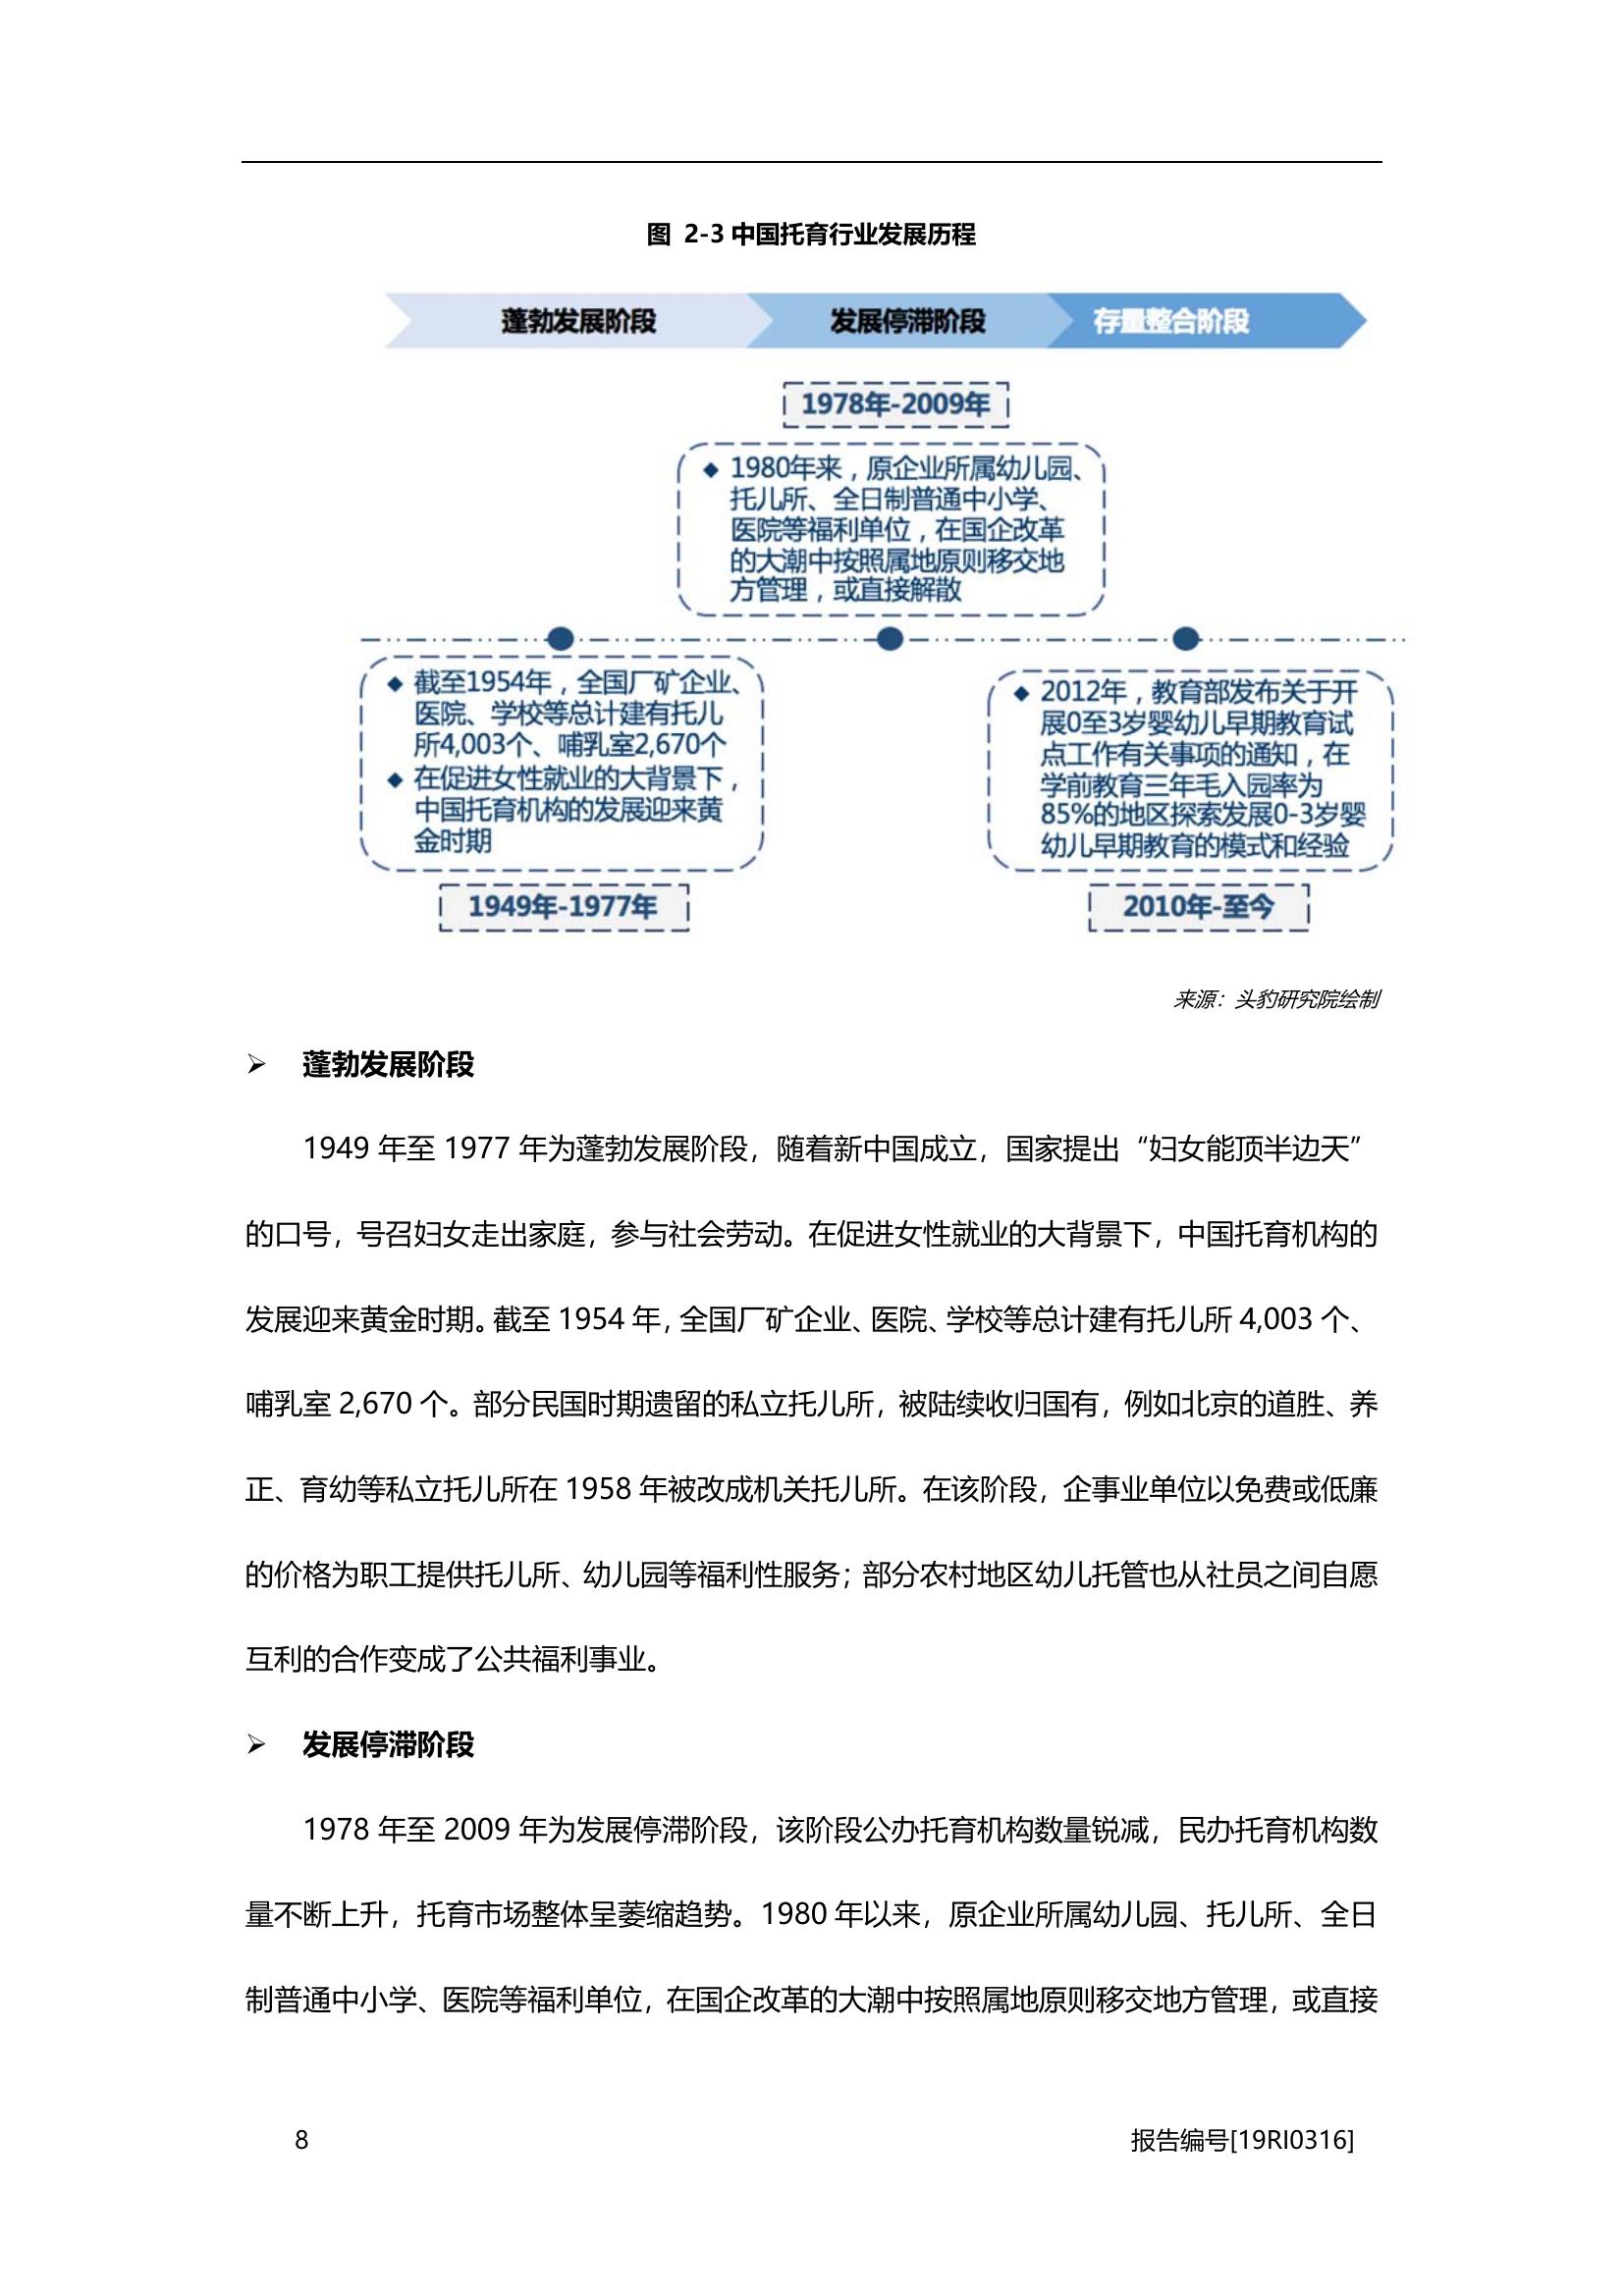 图 2-3 中国托育行业发展历程
蓬勃发展阶段
发展停滞阶段
存量整合阶段
1978年-2009年
◆ 1980年来，原企业所属幼儿园、
托儿所、全日制普通中小学、
医院等福利单位，在国企改革
的大潮中按照属地原则移交地
方管理，或直接解散
◆ 截至1954年，全国厂矿企业、
医院、学校等总计建有托儿
所4,003个、哺乳室2,670个
◆ 在促进女性就业的大背景下，
中国托育机构的发展迎来黄
金时期
1949年-1977年
◆ 2012年，教育部发布关于开
展0至3岁婴幼儿早期教育试
点工作有关事项的通知，在
学前教育三年毛入园率为
85%的地区探索发展0-3岁婴
幼儿早期教育的模式和经验
2010年-至今
来源：头豹研究院绘制
➢ 蓬勃发展阶段
1949 年至 1977 年为蓬勃发展阶段，随着新中国成立，国家提出“妇女能顶半边天”
的口号，号召妇女走出家庭，参与社会劳动。在促进女性就业的大背景下，中国托育机构的
发展迎来黄金时期。截至 1954 年，全国厂矿企业、医院、学校等总计建有托儿所 4,003 个、
哺乳室 2,670 个。部分民国时期遗留的私立托儿所，被陆续收归国有，例如北京的道胜、养
正、育幼等私立托儿所在 1958 年被改成机关托儿所。在该阶段，企事业单位以免费或低廉
的价格为职工提供托儿所、幼儿园等福利性服务；部分农村地区幼儿托管也从社员之间自愿
互利的合作变成了公共福利事业。
➢ 发展停滞阶段
1978 年至 2009 年为发展停滞阶段，该阶段公办托育机构数量锐减，民办托育机构数
量不断上升，托育市场整体呈萎缩趋势。1980 年以来，原企业所属幼儿园、托儿所、全日
制普通中小学、医院等福利单位，在国企改革的大潮中按照属地原则移交地方管理，或直接
8
报告编号[19RI0316]